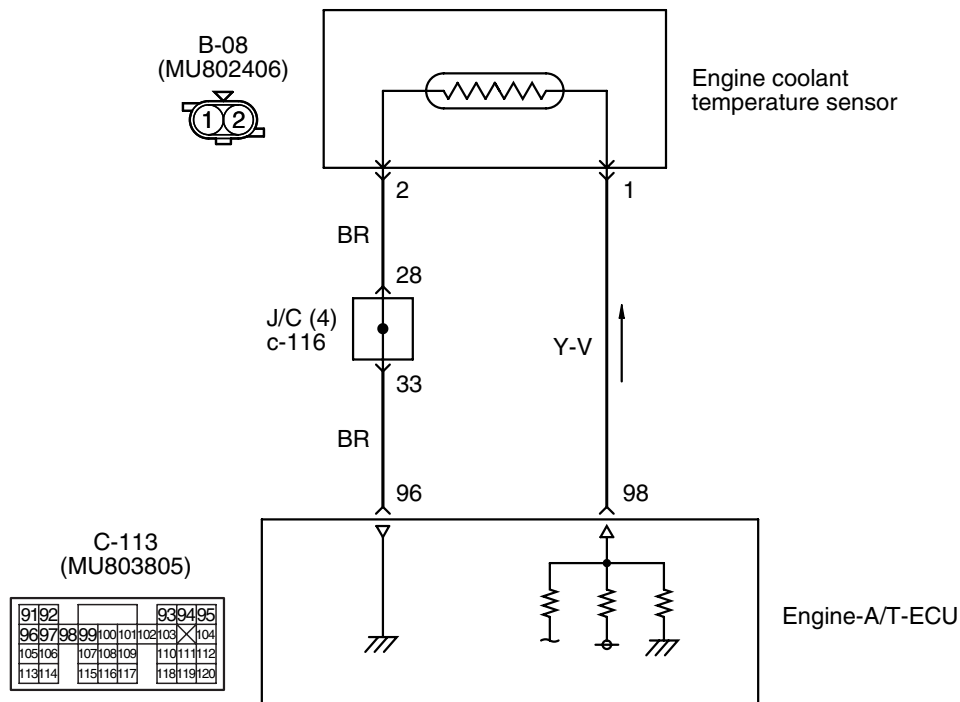 B-08
(MU802406)
1 2
Engine coolant
temperature sensor
2
1
BR
28
J/C (4)
c-116
Y-V
33
BR
96
98
C-113
(MU803805)
Engine-A/T-ECU
91 92 93 94 95
96 97 98 99 100 101 102 103 104
105 106 107 108 109 110 111 112
113 114 115 116 117 118 119 120